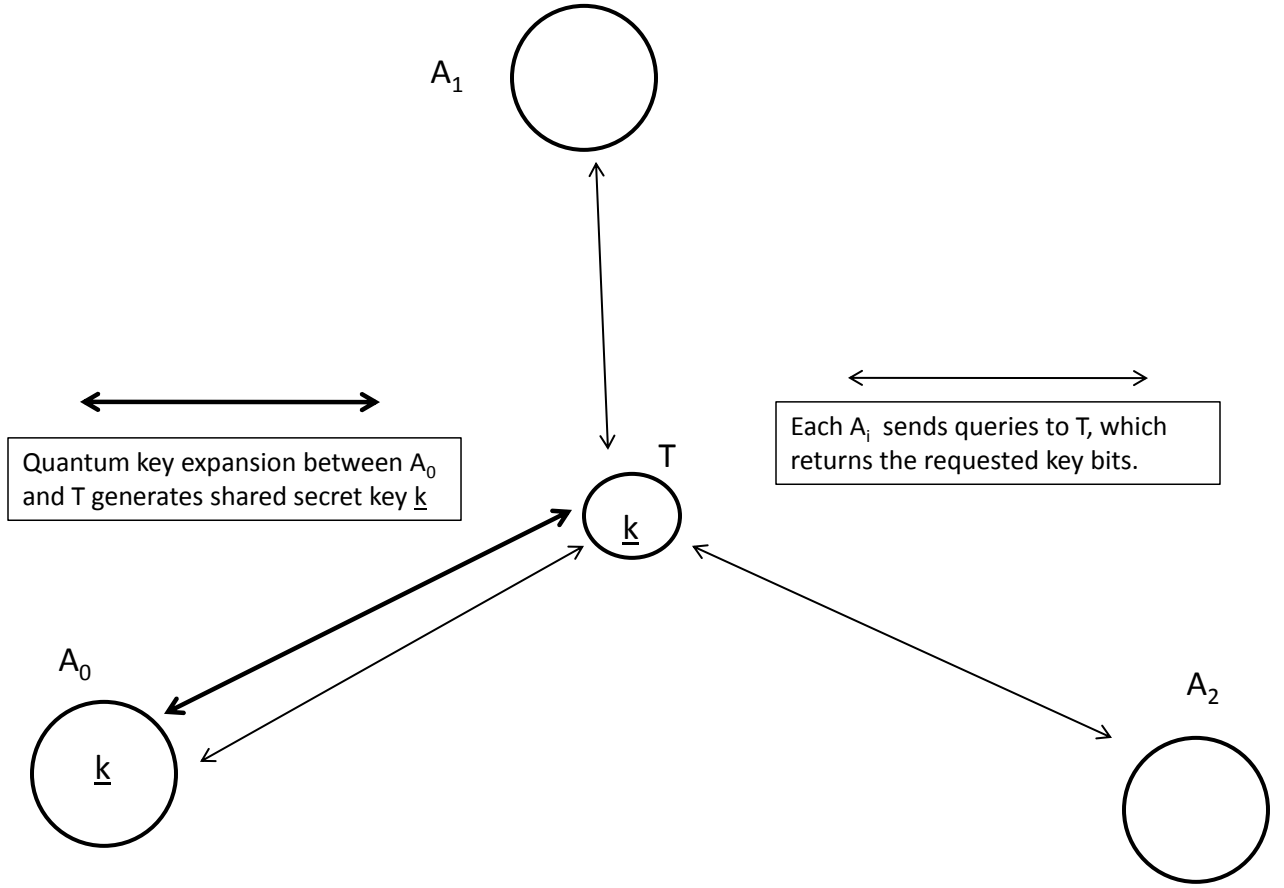 A₁
Quantum key expansion between A₀
and T generates shared secret key k
Each Aᵢ sends queries to T, which
returns the requested key bits.
T
k
A₀
k
A₂